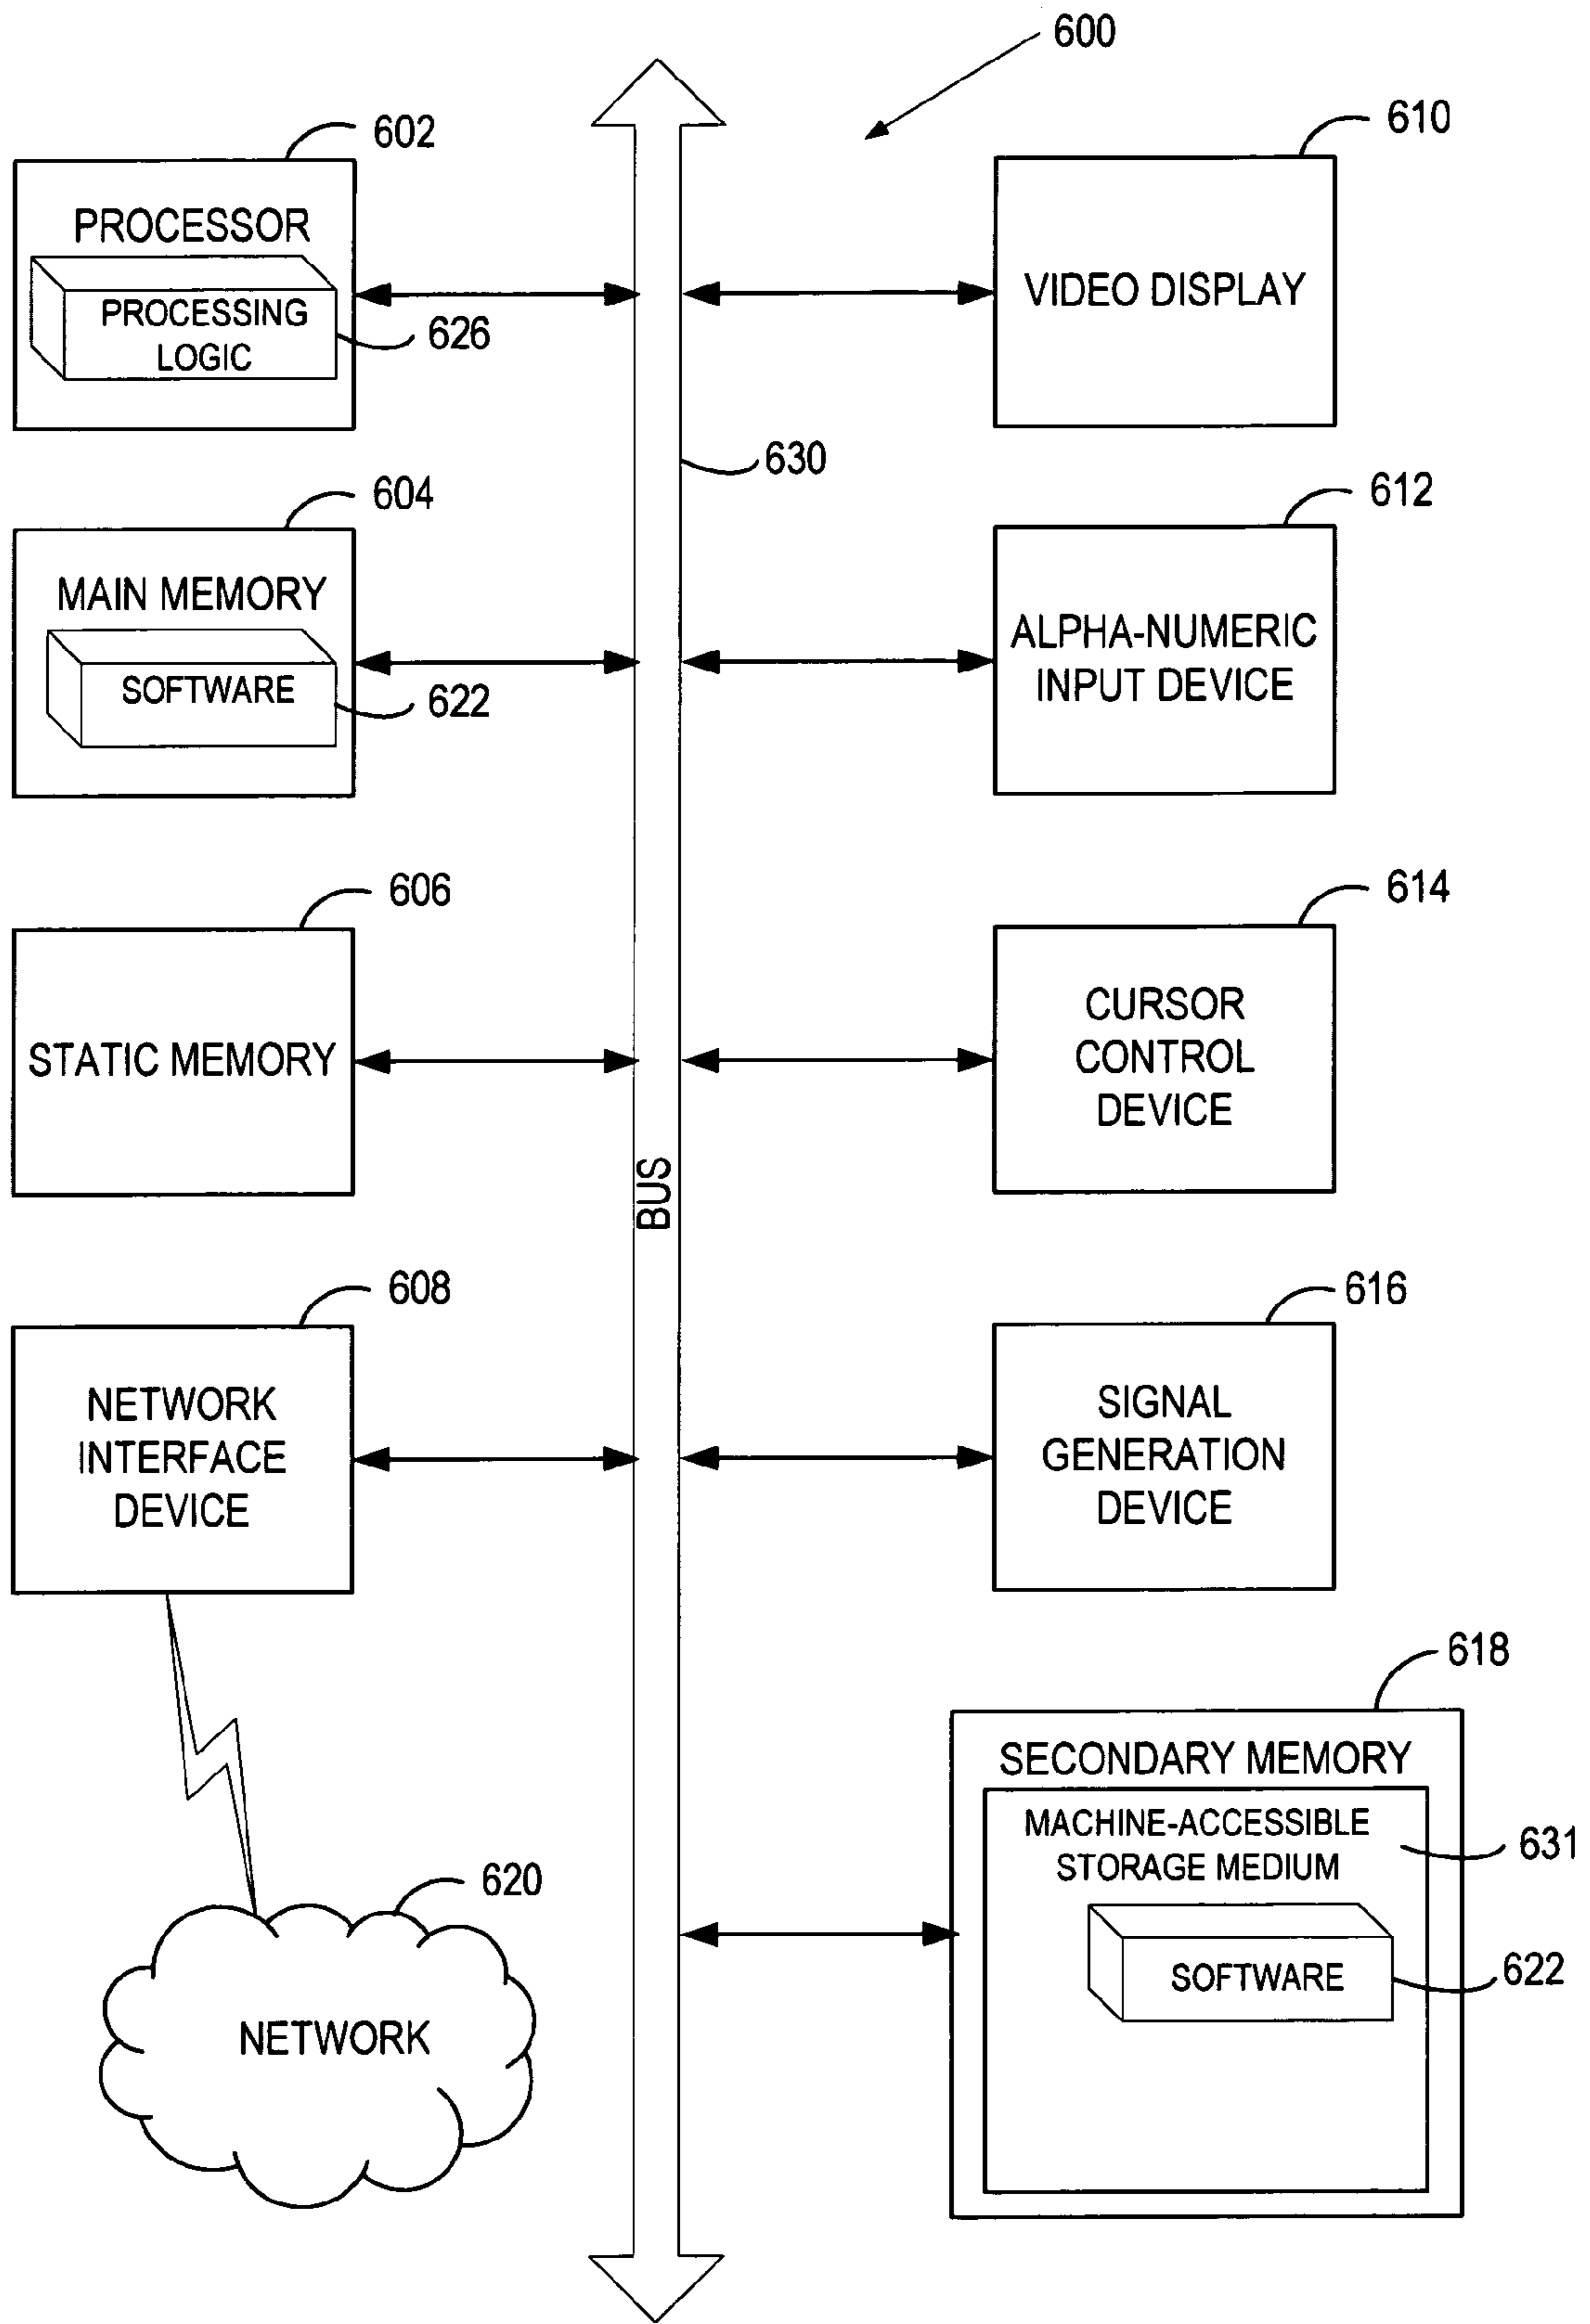 600
602
PROCESSOR
PROCESSING
LOGIC
626
610
VIDEO DISPLAY
630
604
MAIN MEMORY
SOFTWARE
622
612
ALPHA-NUMERIC
INPUT DEVICE
606
STATIC MEMORY
614
CURSOR
CONTROL
DEVICE
BUS
608
NETWORK
INTERFACE
DEVICE
616
SIGNAL
GENERATION
DEVICE
618
SECONDARY MEMORY
MACHINE-ACCESSIBLE
STORAGE MEDIUM
631
SOFTWARE
622
620
NETWORK